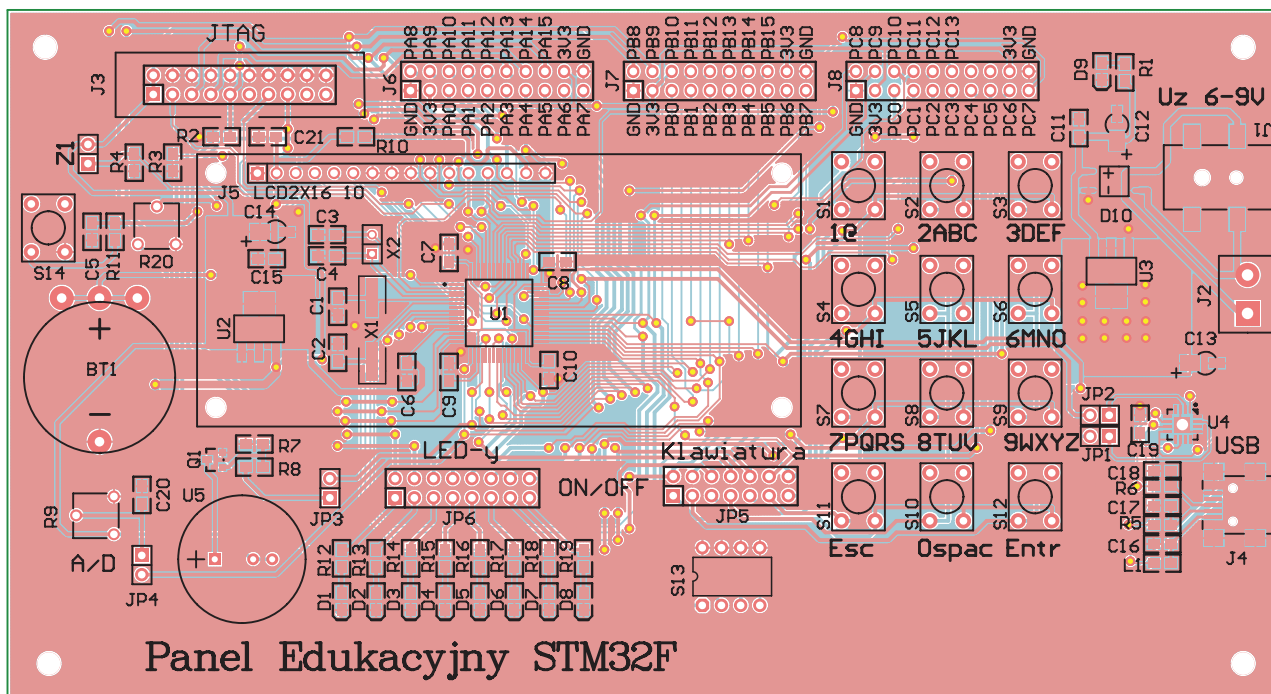 JTAG
J3
J6
PA8 PA9 PA10 PA11 PA12 PA13 PA14 PA15 3V3 GND
GND 3V3 PA0 PA1 PA2 PA3 PA4 PA5 PA6 PA7
J7
PB8 PB9 PB10 PB11 PB12 PB13 PB14 PB15 3V3 GND
GND 3V3 PB0 PB1 PB2 PB3 PB4 PB5 PB6 PB7
J8
PC8 PC9 PC10 PC11 PC12 PC13 3V3 GND
GND 3V3 PC0 PC1 PC2 PC3 PC4 PC5 PC6 PC7
D9 R1
Uz 6-9V
C11 C12 J1
R2 C21 R10
Z1 R4 R3
J5 LCD2X16 10
S14 C5 R11 R20
C14 C15 C3 C4 X2 C7 C8
S1 S2 S3
1@ 2ABC 3DEF
D10 U3 J2
U2 C1 X1 C2 U1
S4 S5 S6
4GHI 5JKL 6MNO
BT1
C6 C9 C10
C13
S7 S8 S9
7PQRS 8TUV 9WXYZ
JP2 JP1 C19 U4
USB
LED-y Klawiatura
Q1 R7 R8
U5
R9 C20
JP3 JP6 ON/OFF JP5
S11 S10 S12
Esc Ospac Entr
C18 R6 C17 R5 C16 L1
J4
A/D
JP4
R12 R13 R14 R15 R16 R17 R18 R19
D1 D2 D3 D4 D5 D6 D7 D8
S13
Panel Edukacyjny STM32F